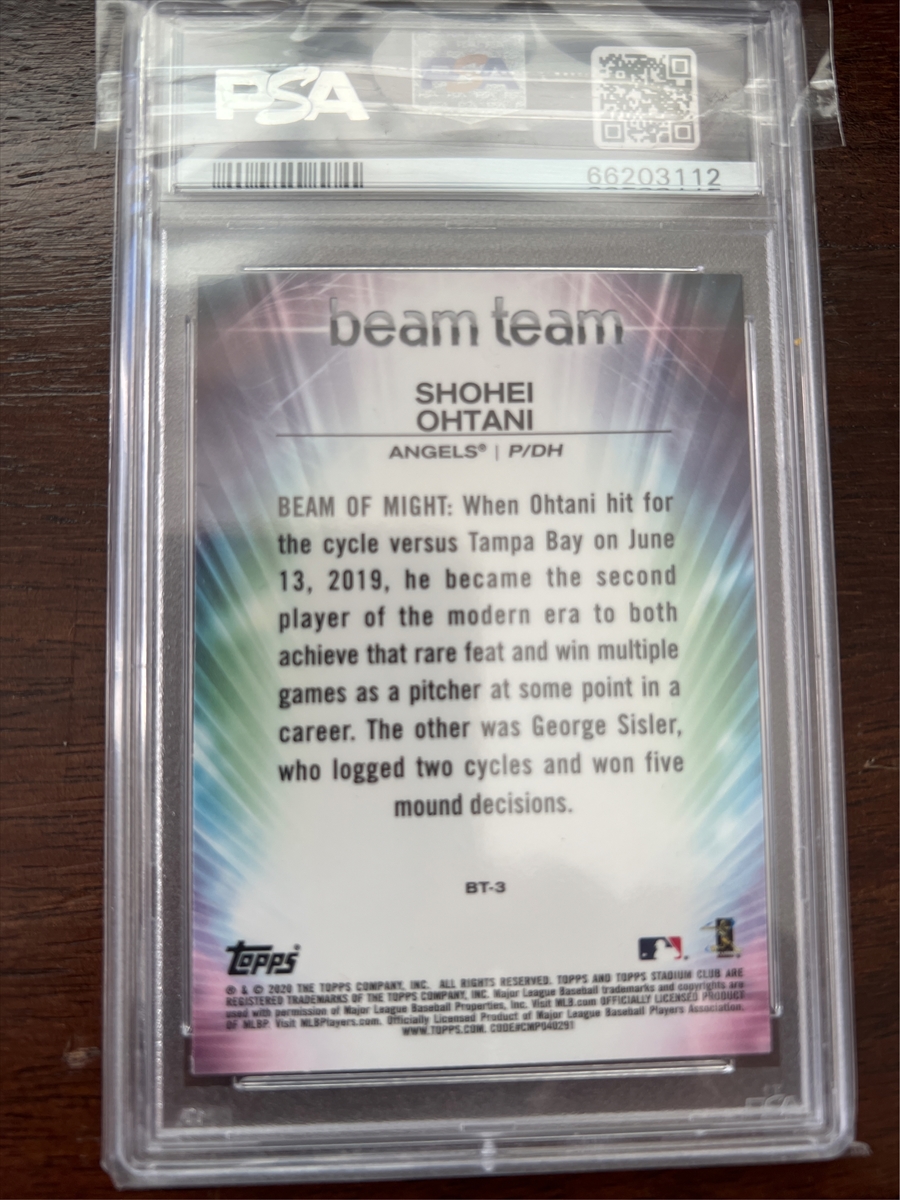 PSA
PSA
66203112
beam team
SHOHEI
OHTANI
ANGELS® | P/DH
BEAM OF MIGHT: When Ohtani hit for
the cycle versus Tampa Bay on June
13, 2019, he became the second
player of the modern era to both
achieve that rare feat and win multiple
games as a pitcher at some point in a
career. The other was George Sisler,
who logged two cycles and won five
mound decisions.
BT-3
topps
® & © 2020 THE TOPPS COMPANY, INC. ALL RIGHTS RESERVED. TOPPS AND TOPPS STADIUM CLUB ARE
REGISTERED TRADEMARKS OF THE TOPPS COMPANY, INC. Major League Baseball trademarks and copyrights are
used with permission of Major League Baseball Properties, Inc. Visit MLB.com OFFICIALLY LICENSED PRODUCT
OF MLBP. Visit MLBPlayers.com. Officially Licensed Product of Major League Baseball Players Association.
WWW.TOPPS.COM. CODE#CMP040291
PSA